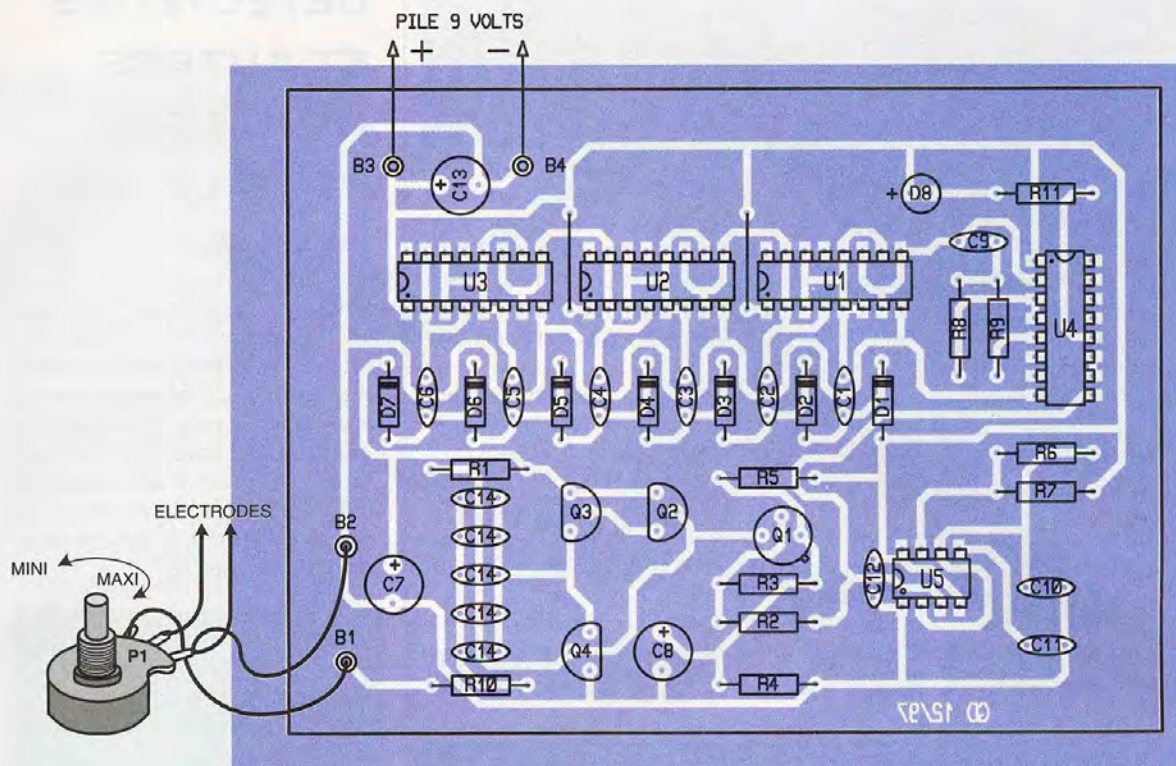 PILE 9 VOLTS
+ −
B3
+
C13
B4
+
D8
R11
C9
U3
U2
U1
R8
R9
U4
D7
C6
D6
C5
D5
C4
D4
C3
D3
C2
D2
C1
D1
R1
R5
R6
R7
C14
C14
C14
C14
C14
Q3
Q2
Q1
ELECTRODES
MINI
MAXI
P1
B2
B1
+
C7
R3
R2
C12
U5
C10
C11
Q4
+
C8
R10
R4
GD 12/97